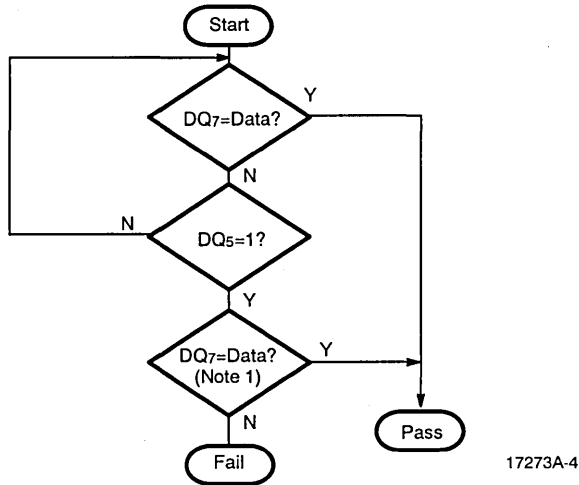 Start
Y
DQ7=Data?
N
N
DQ5=1?
Y
DQ7=Data?
(Note 1)
Y
N
Pass
Fail
17273A-4